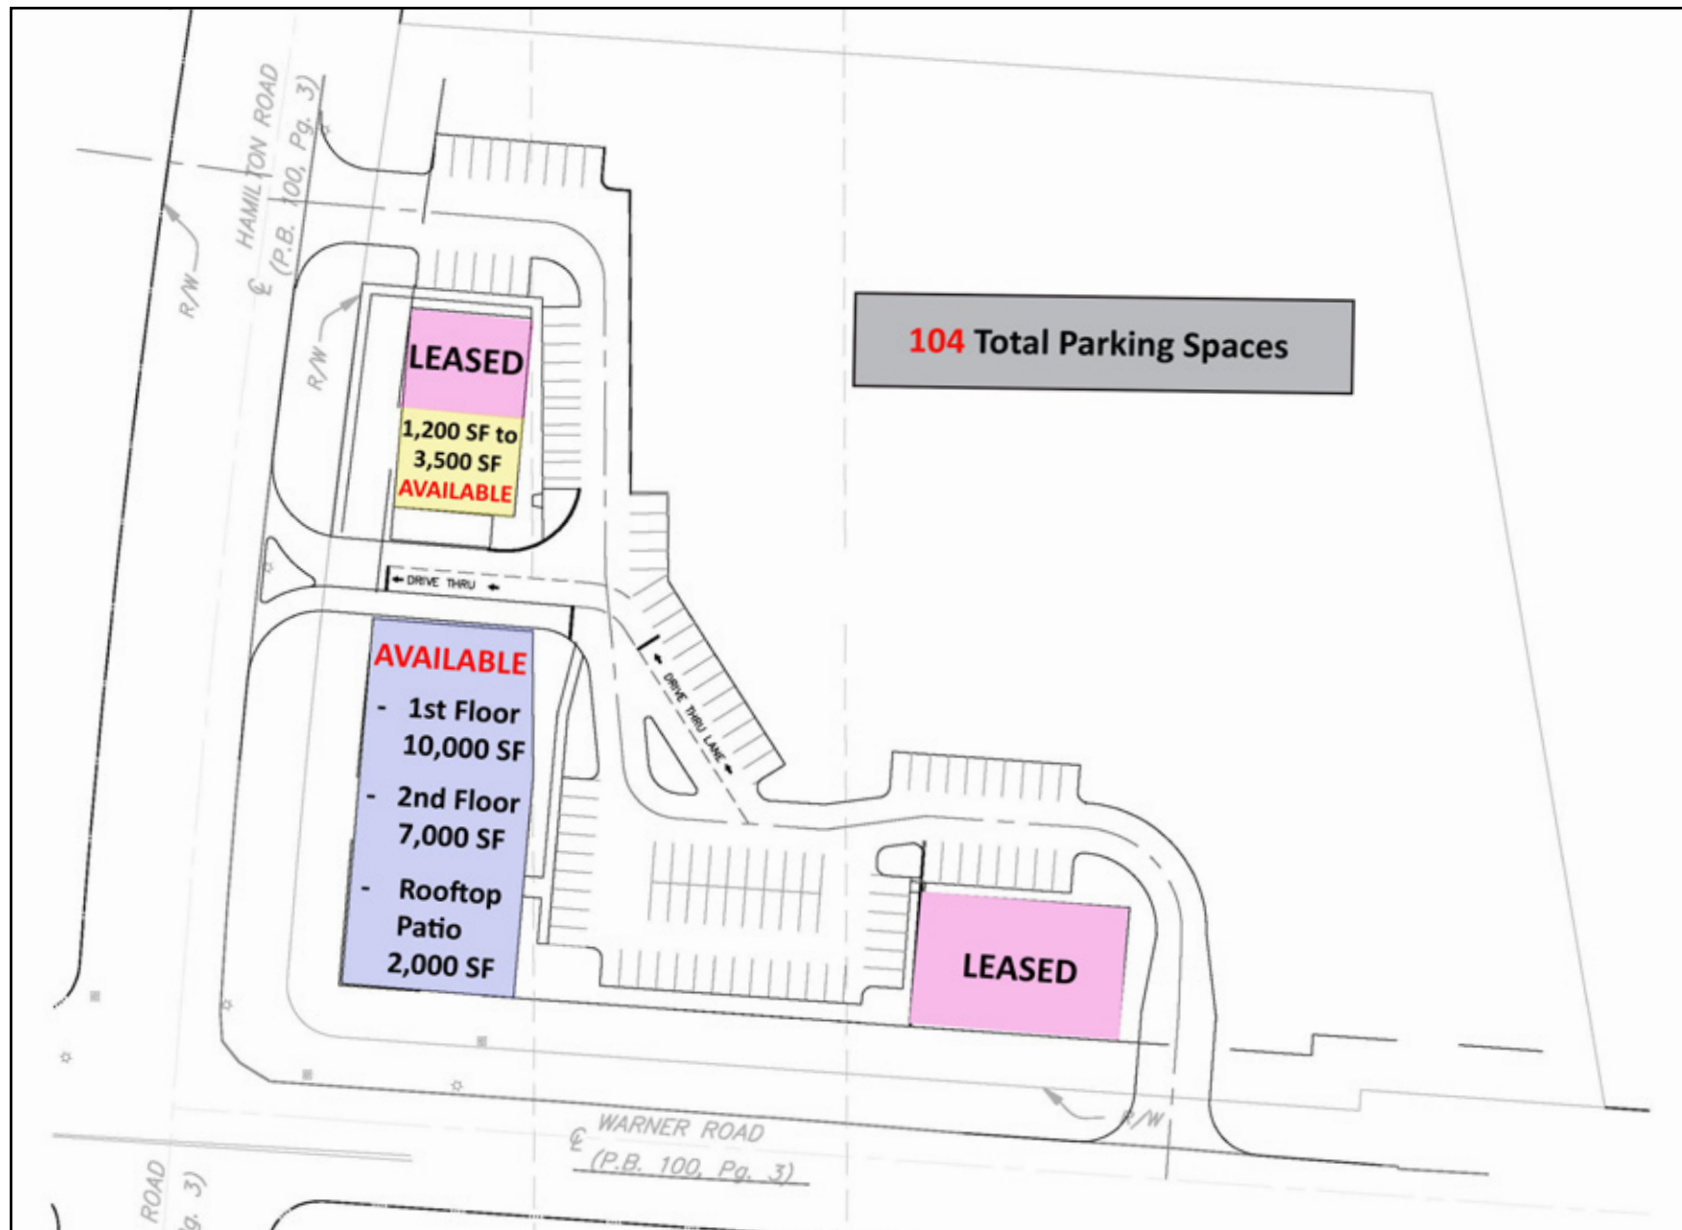 HAMILTON ROAD
(P.B. 100, Pg. 3)
R/W
R/W
LEASED
1,200 SF to
3,500 SF
AVAILABLE
104 Total Parking Spaces
DRIVE THRU
DRIVE THRU LANE
AVAILABLE
- 1st Floor
10,000 SF
- 2nd Floor
7,000 SF
- Rooftop
Patio
2,000 SF
LEASED
R/W
WARNER ROAD
(P.B. 100, Pg. 3)
ROAD
g. 3)